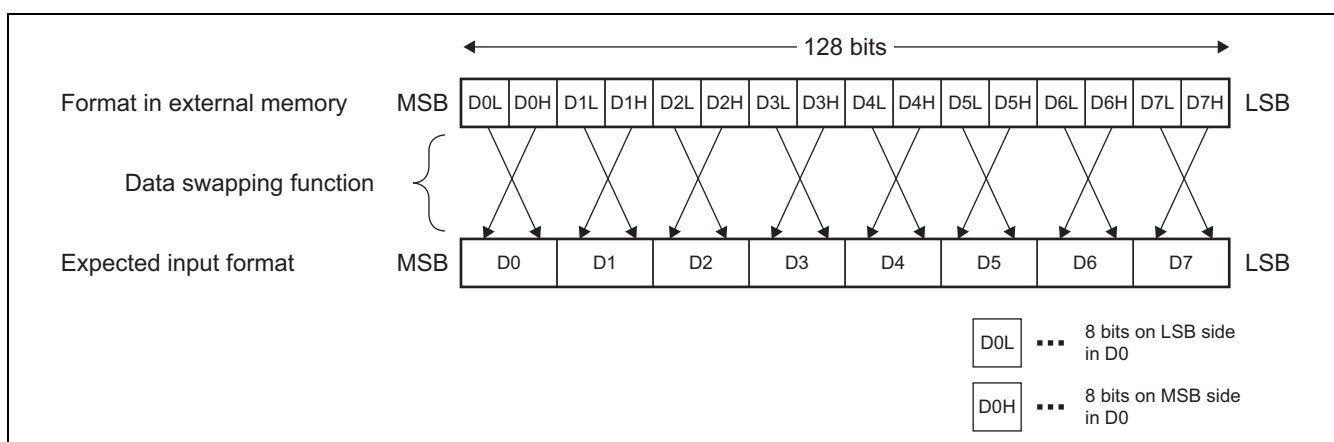 128 bits
Format in external memory MSB D0L D0H D1L D1H D2L D2H D3L D3H D4L D4H D5L D5H D6L D6H D7L D7H LSB
Data swapping function
Expected input format MSB D0 D1 D2 D3 D4 D5 D6 D7 LSB
D0L ··· 8 bits on LSB side
in D0
D0H ··· 8 bits on MSB side
in D0